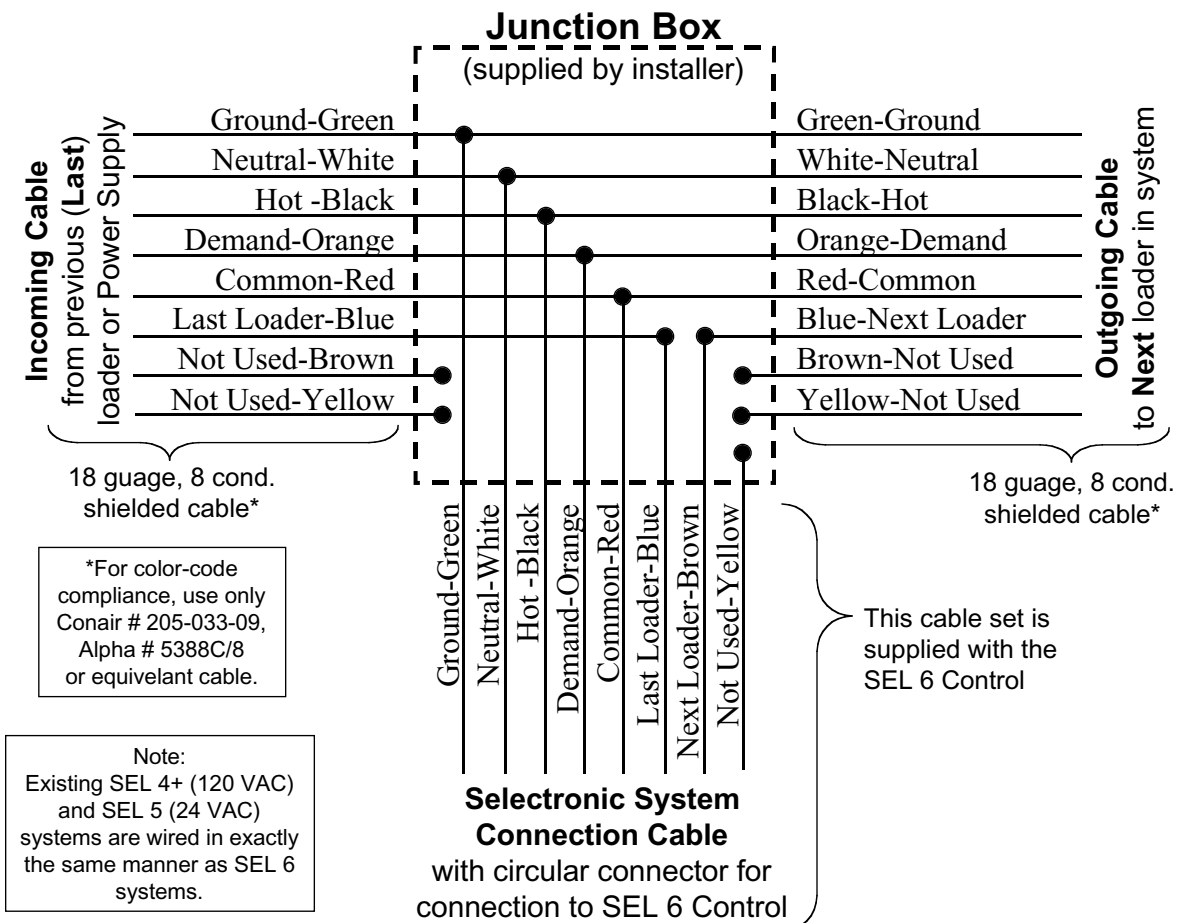 Junction Box
(supplied by installer)
Incoming Cable
from previous (Last)
loader or Power Supply
Ground-Green
Neutral-White
Hot -Black
Demand-Orange
Common-Red
Last Loader-Blue
Not Used-Brown
Not Used-Yellow
Green-Ground
White-Neutral
Black-Hot
Orange-Demand
Red-Common
Blue-Next Loader
Brown-Not Used
Yellow-Not Used
Outgoing Cable
to Next loader in system
18 guage, 8 cond.
shielded cable*
18 guage, 8 cond.
shielded cable*
Ground-Green
Neutral-White
Hot -Black
Demand-Orange
Common-Red
Last Loader-Blue
Next Loader-Brown
Not Used-Yellow
*For color-code
compliance, use only
Conair # 205-033-09,
Alpha # 5388C/8
or equivelant cable.
This cable set is
supplied with the
SEL 6 Control
Note:
Existing SEL 4+ (120 VAC)
and SEL 5 (24 VAC)
systems are wired in exactly
the same manner as SEL 6
systems.
Selectronic System
Connection Cable
with circular connector for
connection to SEL 6 Control